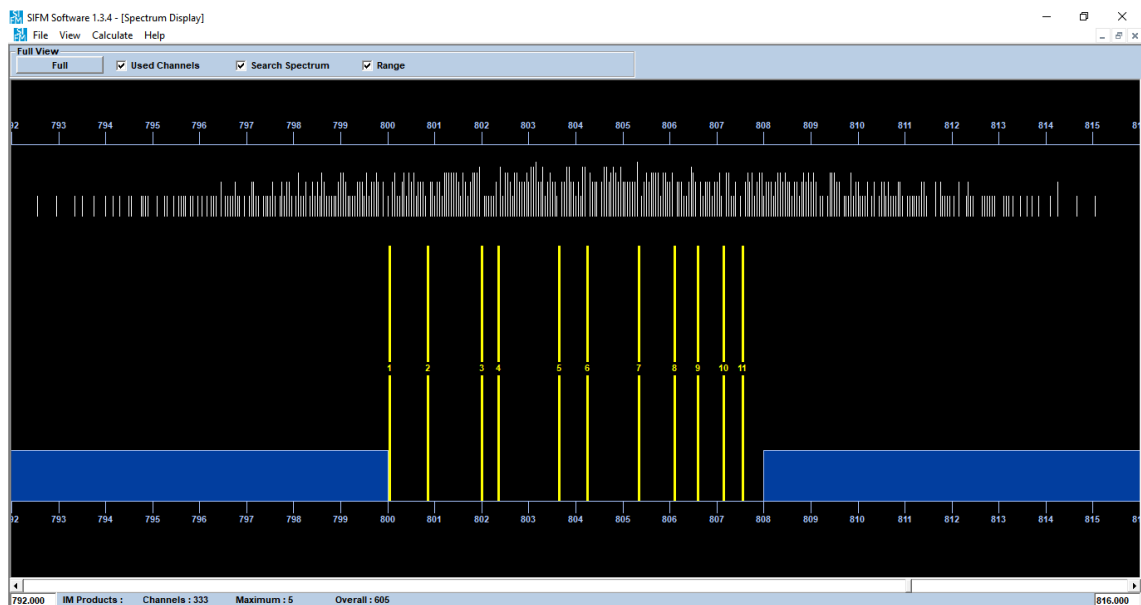 SIFM Software 1.3.4 - [Spectrum Display]
File View Calculate Help
Full View
Full Used Channels Search Spectrum Range
92 793 794 795 796 797 798 799 800 801 802 803 804 805 806 807 808 809 810 811 812 813 814 815 81
1 2 3 4 5 6 7 8 9 10 11
92 793 794 795 796 797 798 799 800 801 802 803 804 805 806 807 808 809 810 811 812 813 814 815 81
792.000 IM Products : Channels : 333 Maximum : 5 Overall : 605 816.000